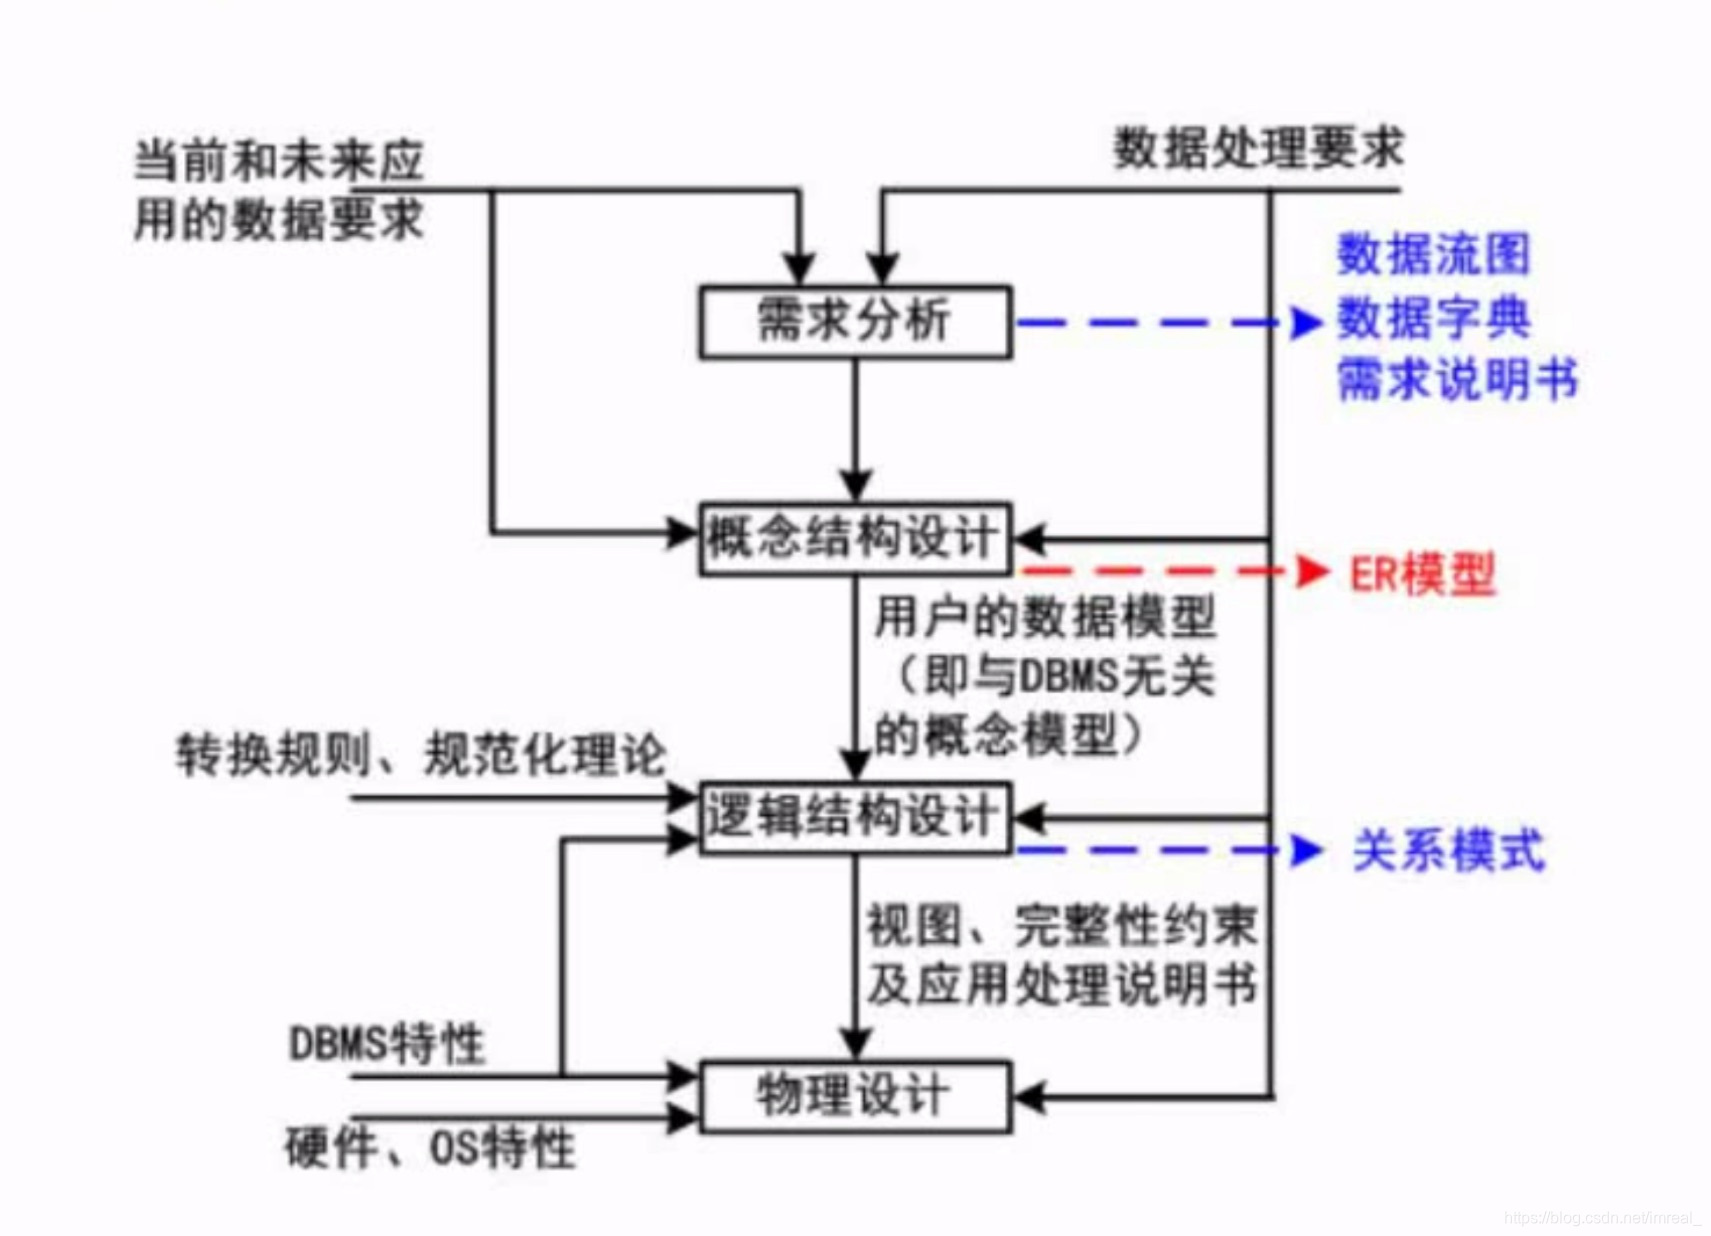 当前和未来应
用的数据要求
数据处理要求
数据流图
数据字典
需求说明书
需求分析
概念结构设计
ER模型
用户的数据模型
（即与DBMS无关
的概念模型）
转换规则、规范化理论
逻辑结构设计
关系模式
视图、完整性约束
及应用处理说明书
DBMS特性
物理设计
硬件、OS特性
https://blog.csdn.net/imreal_